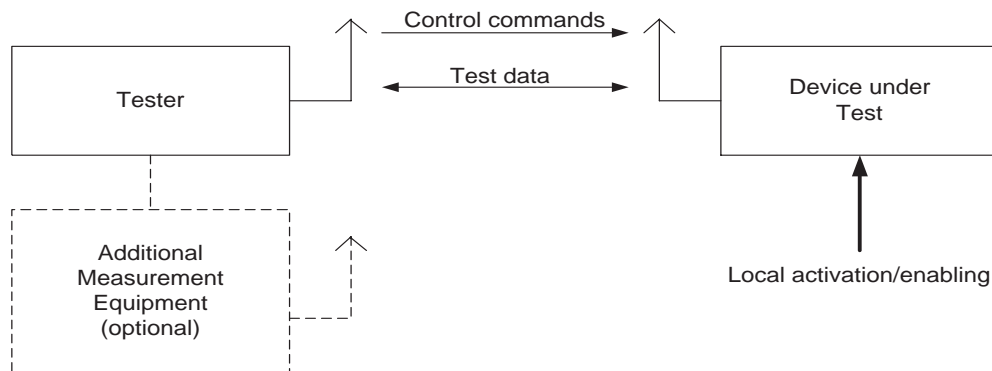 Control commands
Test data
Tester
Device under
Test
Additional
Measurement
Equipment
(optional)
Local activation/enabling